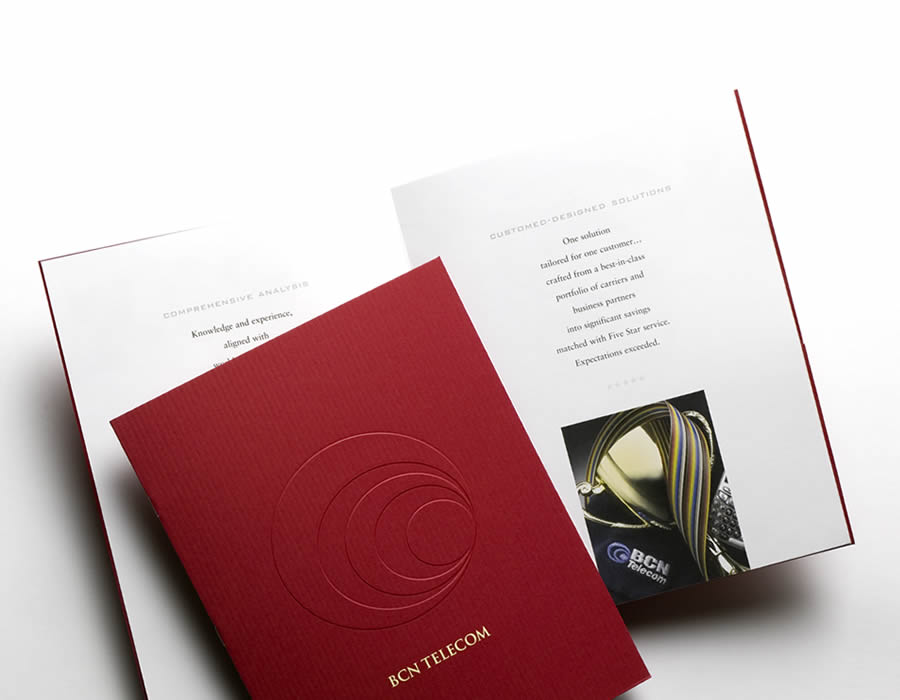 COMPREHENSIVE ANALYSIS
Knowledge and experience,
aligned with
CUSTOMED-DESIGNED SOLUTIONS
One solution
tailored for one customer...
crafted from a best-in-class
portfolio of carriers and
business partners
into significant savings
matched with Five Star service.
Expectations exceeded.
BCN
Telecom
BCN TELECOM